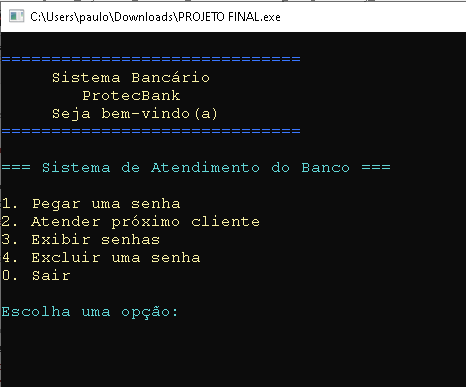 C:\Users\paulo\Downloads\PROJETO FINAL.exe
==============================
Sistema Bancário
ProtecBank
Seja bem-vindo(a)
==============================
=== Sistema de Atendimento do Banco ===
1. Pegar uma senha
2. Atender próximo cliente
3. Exibir senhas
4. Excluir uma senha
0. Sair
Escolha uma opção: